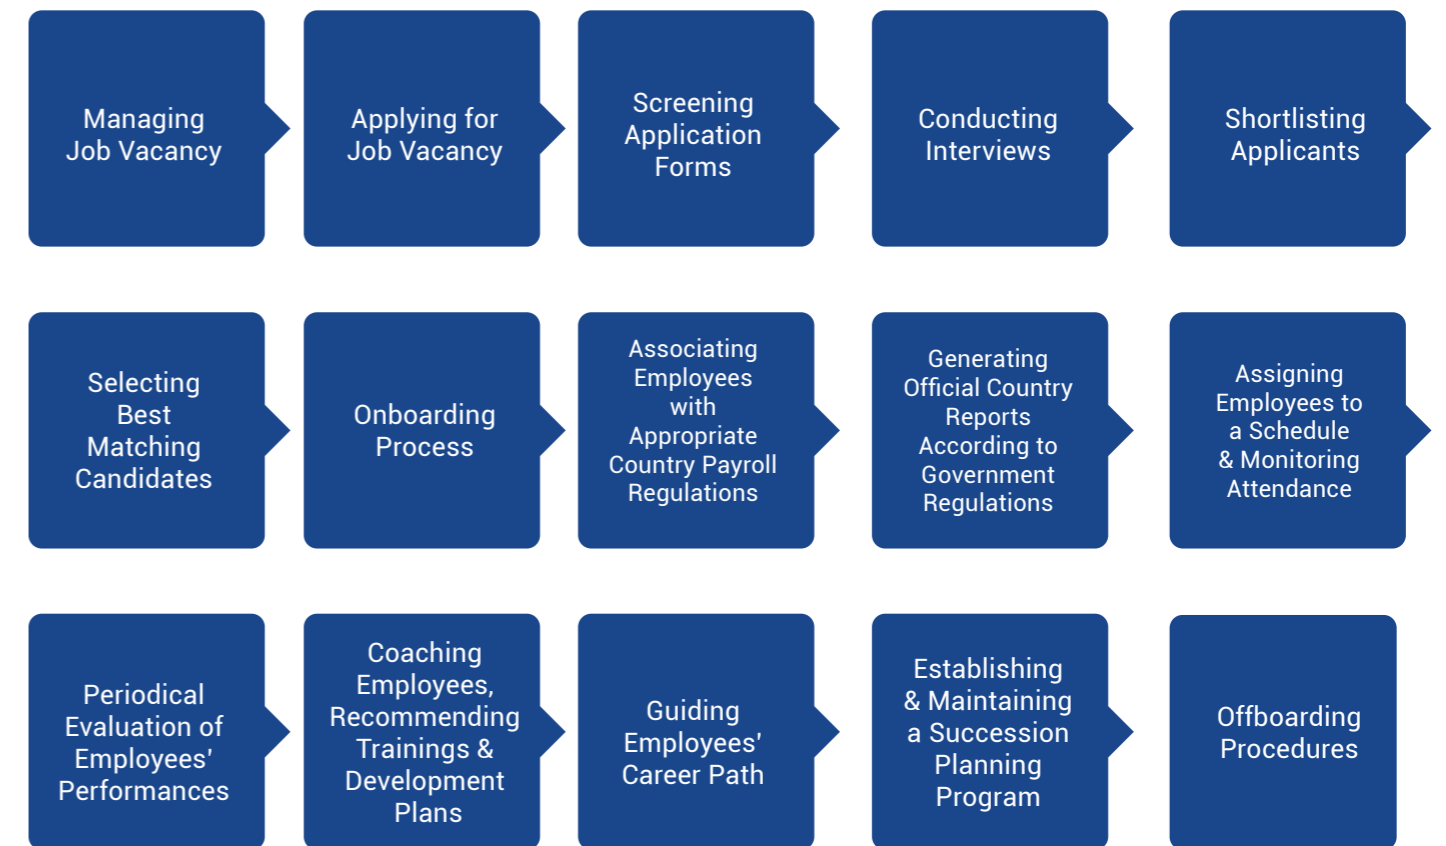 Managing
Job Vacancy
Applying for
Job Vacancy
Screening
Application
Forms
Conducting
Interviews
Shortlisting
Applicants
Selecting
Best
Matching
Candidates
Onboarding
Process
Associating
Employees
with
Appropriate
Country Payroll
Regulations
Generating
Official Country
Reports
According to
Government
Regulations
Assigning
Employees to
a Schedule
& Monitoring
Attendance
Periodical
Evaluation of
Employees'
Performances
Coaching
Employees,
Recommending
Trainings &
Development
Plans
Guiding
Employees'
Career Path
Establishing
& Maintaining
a Succession
Planning
Program
Offboarding
Procedures